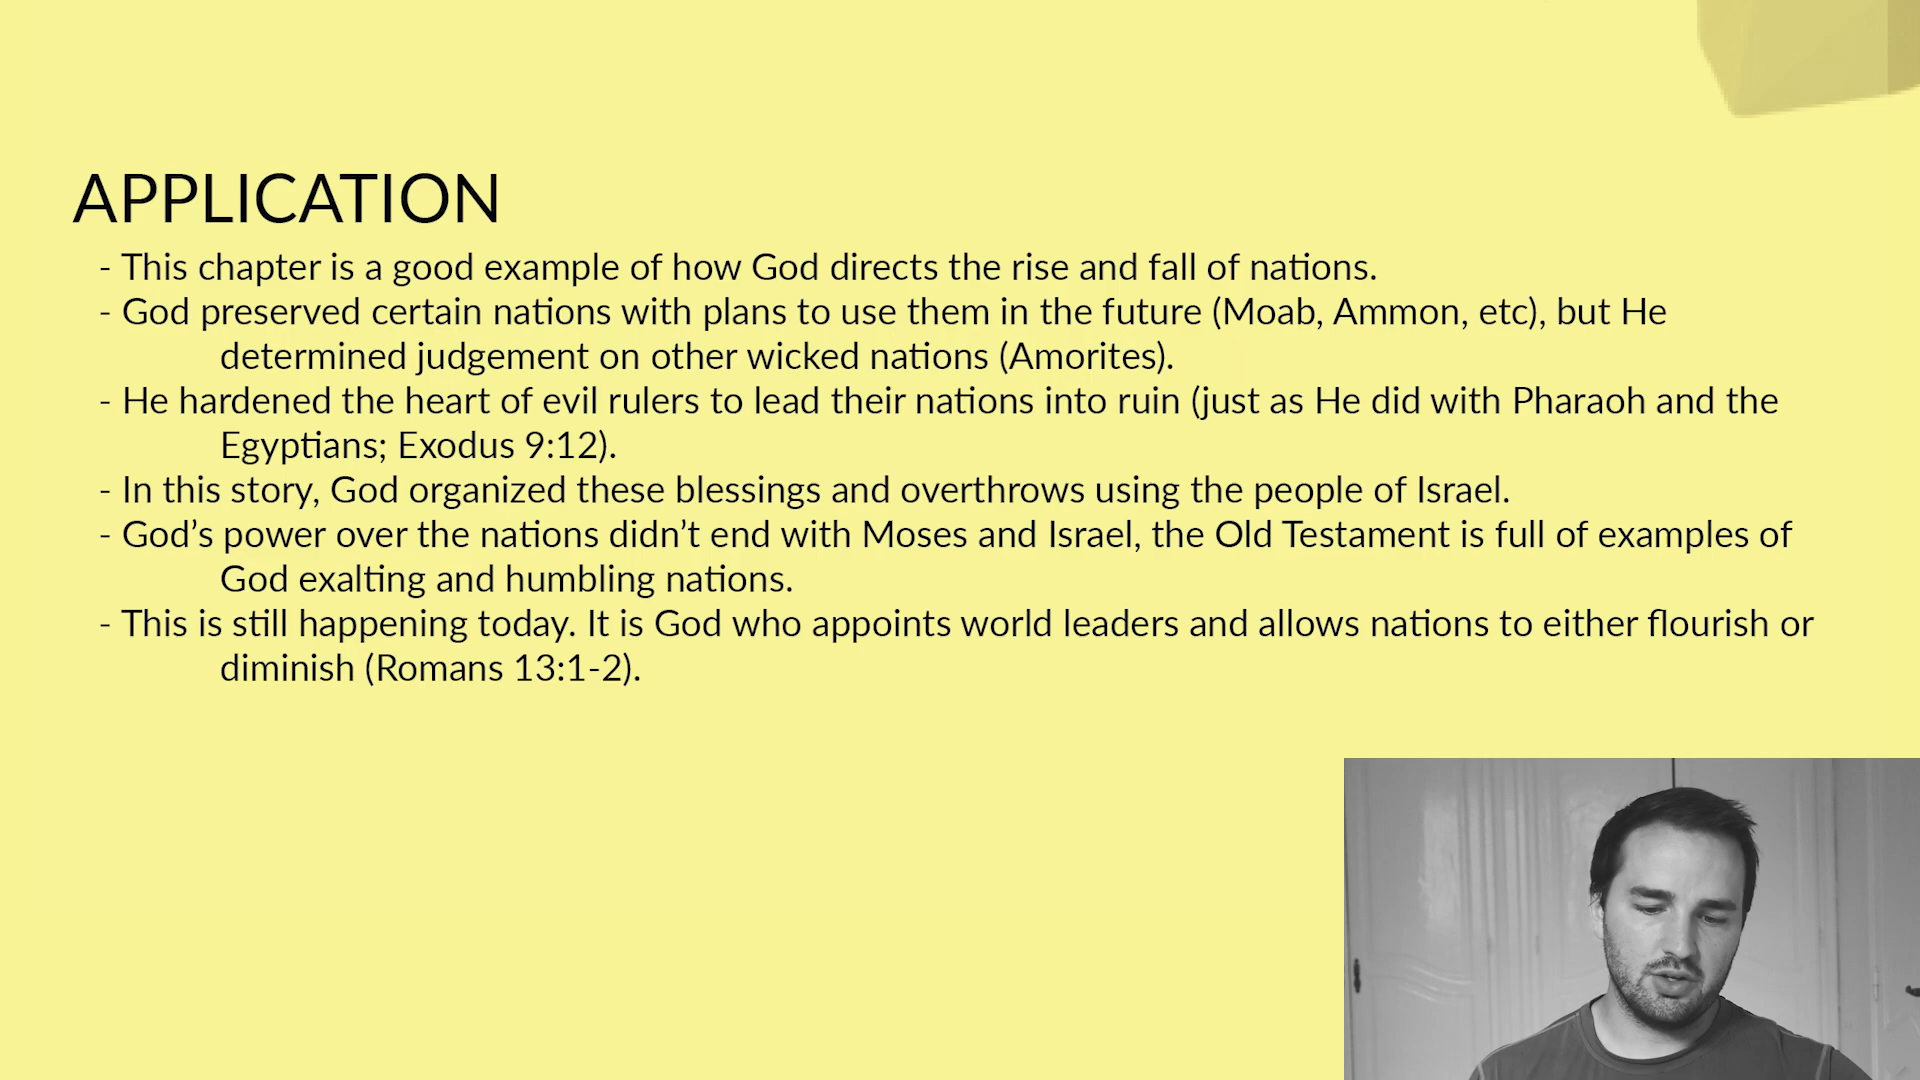 APPLICATION
- This chapter is a good example of how God directs the rise and fall of nations.
- God preserved certain nations with plans to use them in the future (Moab, Ammon, etc), but He
determined judgement on other wicked nations (Amorites).
- He hardened the heart of evil rulers to lead their nations into ruin (just as He did with Pharaoh and the
Egyptians; Exodus 9:12).
- In this story, God organized these blessings and overthrows using the people of Israel.
- God’s power over the nations didn’t end with Moses and Israel, the Old Testament is full of examples of
God exalting and humbling nations.
- This is still happening today. It is God who appoints world leaders and allows nations to either flourish or
diminish (Romans 13:1-2).